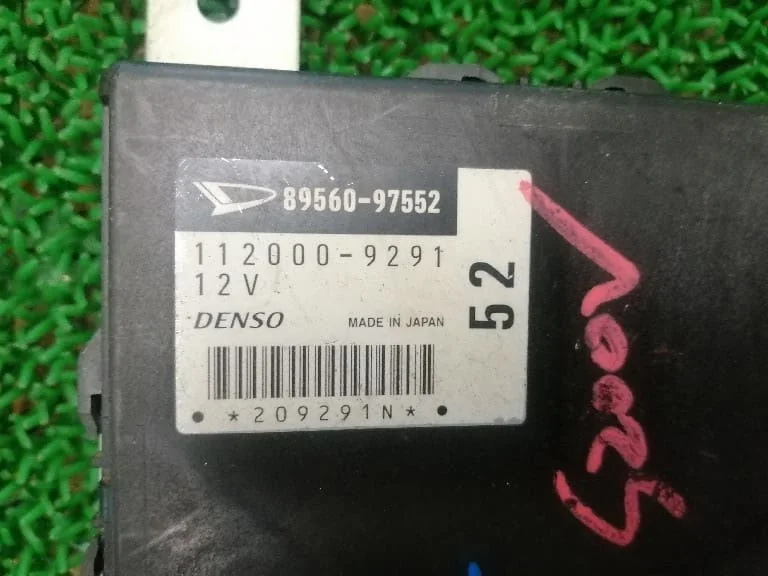 89560-97552
112000-9291
12V
DENSO MADE IN JAPAN
*209291N*
52